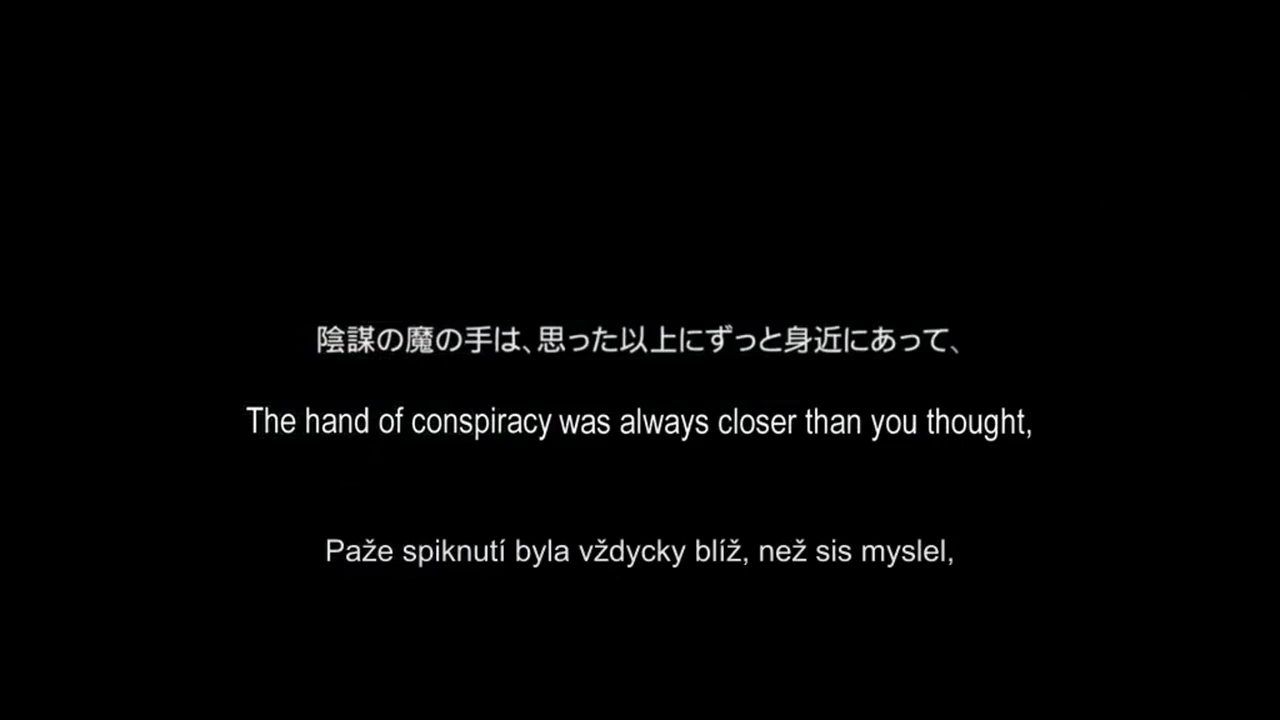 陰謀の魔の手は、思った以上にずっと身近にあって、
The hand of conspiracy was always closer than you thought,
Paže spiknutí byla vždycky blíž, než sis myslel,